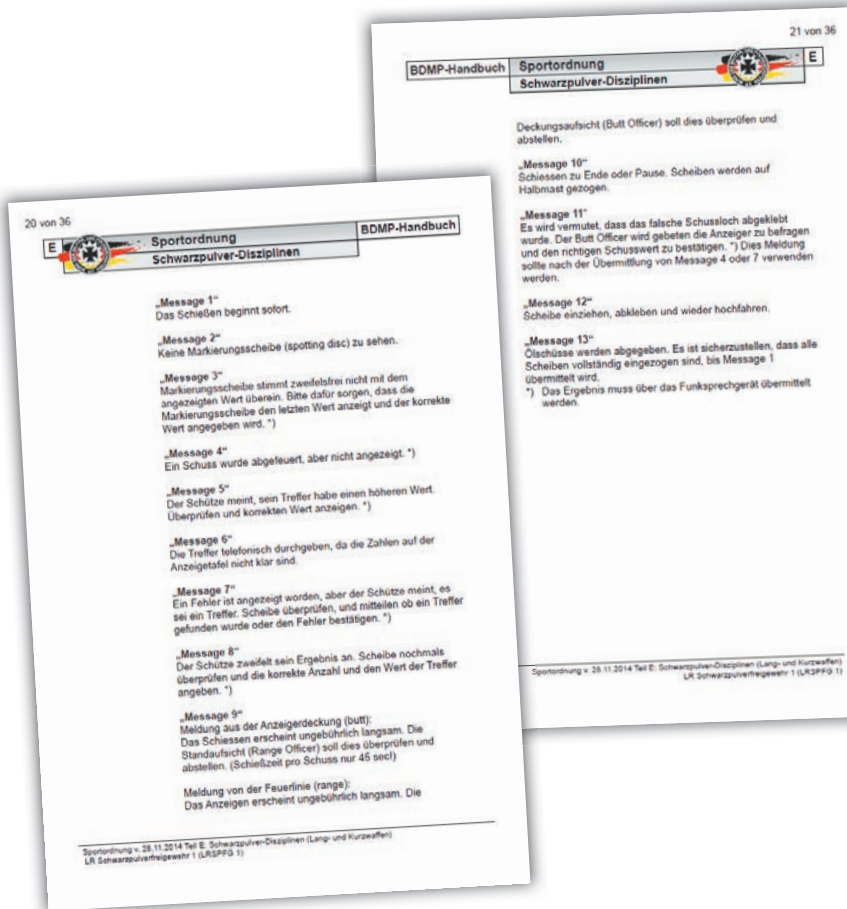 20 von 36
E
Sportordnung
BDMP-Handbuch
Schwarzpulver-Disziplinen
„Message 1“
Das Schießen beginnt sofort.
„Message 2“
Keine Markierungsscheibe (spotting disc) zu sehen.
„Message 3“
Markierungsscheibe stimmt zweifelsfrei nicht mit dem
angezeigten Wert überein. Bitte dafür sorgen, dass die
Markierungsscheibe den letzten Wert anzeigt und der korrekte
Wert angegeben wird. *)
„Message 4“
Ein Schuss wurde abgefeuert, aber nicht angezeigt. *)
„Message 5“
Der Schütze meint, sein Treffer habe einen höheren Wert.
Überprüfen und korrekten Wert anzeigen. *)
„Message 6“
Die Treffer telefonisch durchgeben, da die Zahlen auf der
Anzeigetafel nicht klar sind.
„Message 7“
Ein Fehler ist angezeigt worden, aber der Schütze meint, es
sei ein Treffer. Scheibe überprüfen, und mitteilen ob ein Treffer
gefunden wurde oder den Fehler bestätigen. *)
„Message 8“
Der Schütze zweifelt sein Ergebnis an. Scheibe nochmals
überprüfen und die korrekte Anzahl und den Wert der Treffer
angeben. *)
„Message 9“
Meldung aus der Anzeigerdeckung (butt):
Das Schiessen erscheint ungebührlich langsam. Die
Standaufsicht (Range Officer) soll dies überprüfen und
abstellen. (Schießzeit pro Schuss nur 45 sec!)
Meldung von der Feuerlinie (range):
Das Anzeigen erscheint ungebührlich langsam. Die
Sportordnung v. 28.11.2014 Teil E: Schwarzpulver-Disziplinen (Lang- und Kurzwaffen)
LR Schwarzpulverfreigewehr 1 (LRSPFG 1)
21 von 36
BDMP-Handbuch
Sportordnung
E
Schwarzpulver-Disziplinen
Deckungsaufsicht (Butt Officer) soll dies überprüfen und
abstellen.
„Message 10“
Schiessen zu Ende oder Pause. Scheiben werden auf
Halbmast gezogen.
„Message 11“
Es wird vermutet, dass das falsche Schussloch abgeklebt
wurde. Der Butt Officer wird gebeten die Anzeiger zu befragen
und den richtigen Schusswert zu bestätigen. *) Dies Meldung
sollte nach der Übermittlung von Message 4 oder 7 verwenden
werden.
„Message 12“
Scheibe einziehen, abkleben und wieder hochfahren.
„Message 13“
Ölschüsse werden abgegeben. Es ist sicherzustellen, dass alle
Scheiben vollständig eingezogen sind, bis Message 1
übermittelt wird.
*) Das Ergebnis muss über das Funksprechgerät übermittelt
werden.
Sportordnung v. 28.11.2014 Teil E: Schwarzpulver-Disziplinen (Lang- und Kurzwaffen)
LR Schwarzpulverfreigewehr 1 (LRSPFG 1)